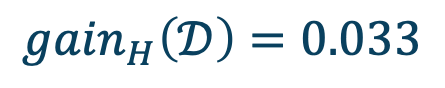 gain_H(𝒟) = 0.033